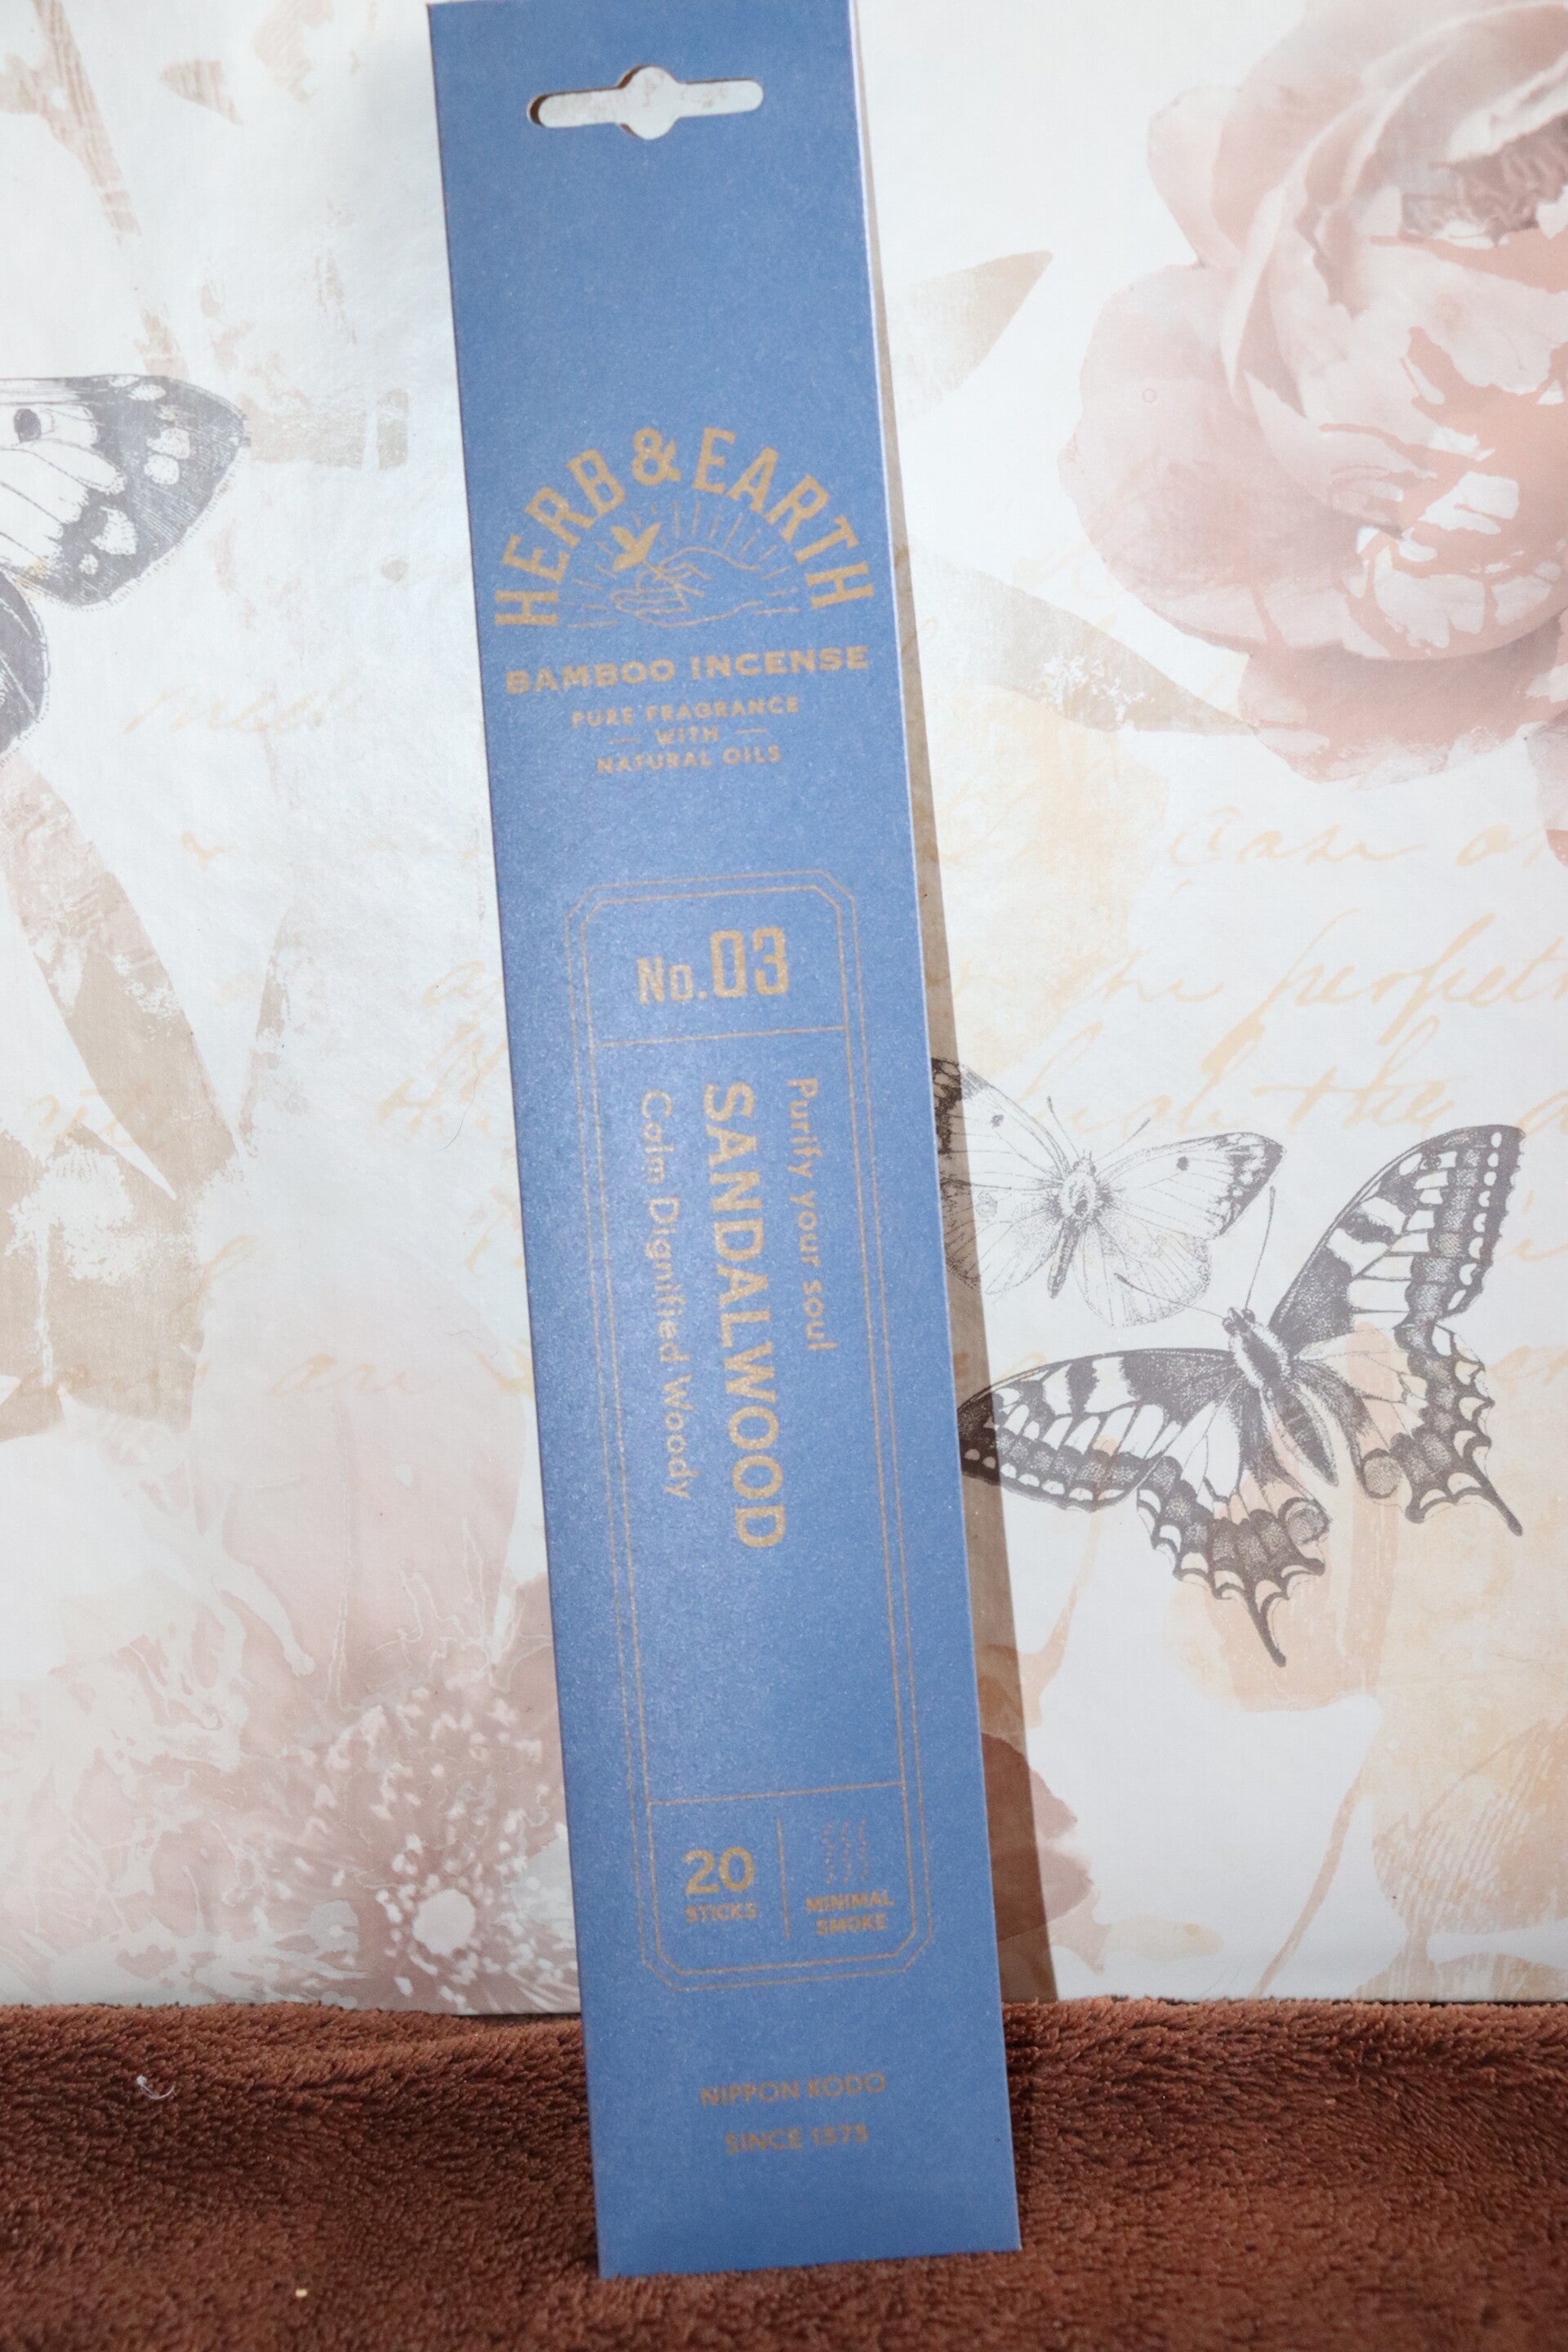 HERB & EARTH
BAMBOO INCENSE
PURE FRAGRANCE
WITH
NATURAL OILS
No.03
Purify your soul
SANDALWOOD
Calm Dignified Woody
20
STICKS
MINIMAL
SMOKE
NIPPON KODO
SINCE 1575
perfect